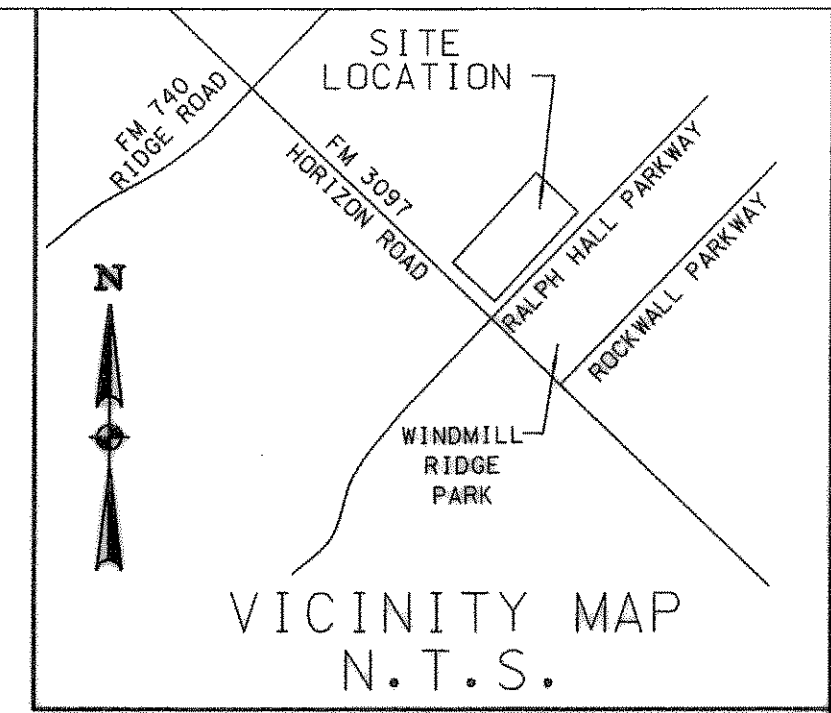 SITE
LOCATION
FM 740
RIDGE ROAD
FM 3097
HORIZON ROAD
RALPH HALL PARKWAY
ROCKWALL PARKWAY
N
WINDMILL
RIDGE
PARK
VICINITY MAP
N.T.S.